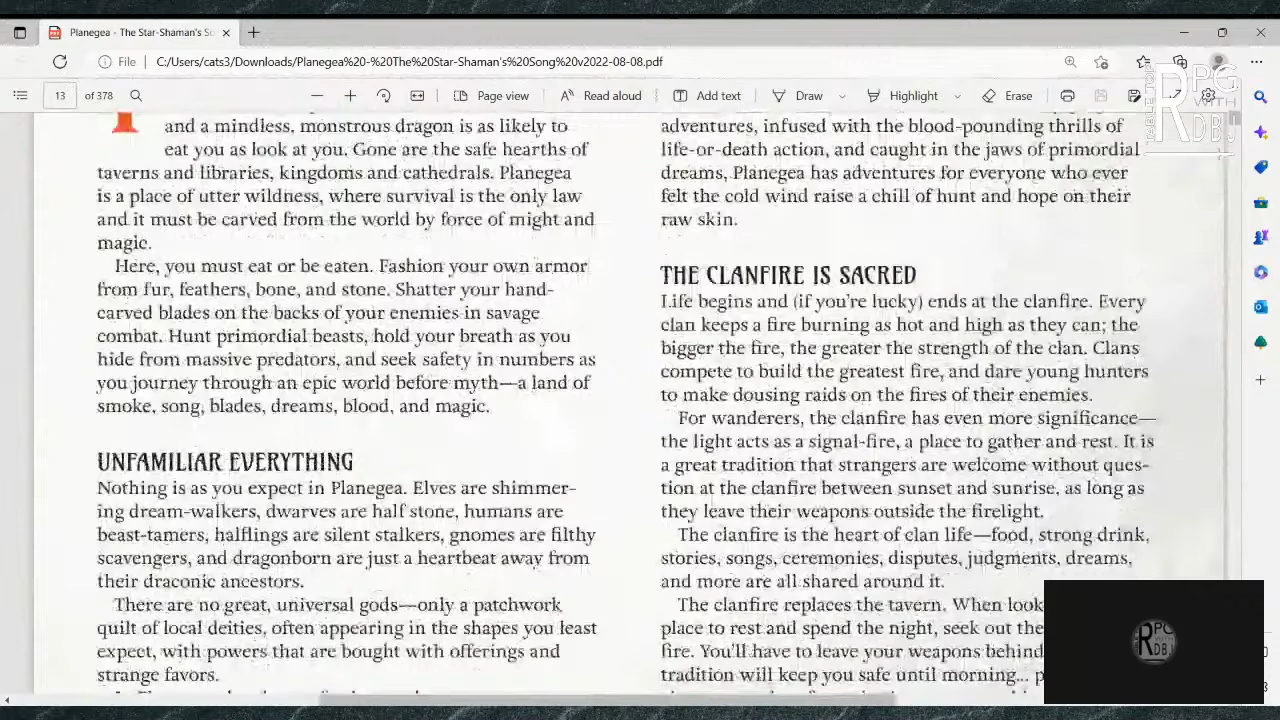 Planegea - The Star-Shaman's So
File
C:/Users/cats3/Downloads/Planegea%20-%20The%20Star-Shaman's%20Song%20v2022-08-08.pdf
13 of 378
Page view
Read aloud
Add text
Draw
Highlight
Erase
and a mindless, monstrous dragon is as likely to
eat you as look at you. Gone are the safe hearths of
taverns and libraries, kingdoms and cathedrals. Planegea
is a place of utter wildness, where survival is the only law
and it must be carved from the world by force of might and
magic.
Here, you must eat or be eaten. Fashion your own armor
from fur, feathers, bone, and stone. Shatter your hand-
carved blades on the backs of your enemies in savage
combat. Hunt primordial beasts, hold your breath as you
hide from massive predators, and seek safety in numbers as
you journey through an epic world before myth—a land of
smoke, song, blades, dreams, blood, and magic.
UNFAMILIAR EVERYTHING
Nothing is as you expect in Planegea. Elves are shimmer-
ing dream-walkers, dwarves are half stone, humans are
beast-tamers, halflings are silent stalkers, gnomes are filthy
scavengers, and dragonborn are just a heartbeat away from
their draconic ancestors.
There are no great, universal gods—only a patchwork
quilt of local deities, often appearing in the shapes you least
expect, with powers that are bought with offerings and
strange favors.
adventures, infused with the blood-pounding thrills of
life-or-death action, and caught in the jaws of primordial
dreams, Planegea has adventures for everyone who ever
felt the cold wind raise a chill of hunt and hope on their
raw skin.
THE CLANFIRE IS SACRED
Life begins and (if you're lucky) ends at the clanfire. Every
clan keeps a fire burning as hot and high as they can; the
bigger the fire, the greater the strength of the clan. Clans
compete to build the greatest fire, and dare young hunters
to make dousing raids on the fires of their enemies.
For wanderers, the clanfire has even more significance—
the light acts as a signal-fire, a place to gather and rest. It is
a great tradition that strangers are welcome without ques-
tion at the clanfire between sunset and sunrise, as long as
they leave their weapons outside the firelight.
The clanfire is the heart of clan life—food, strong drink,
stories, songs, ceremonies, disputes, judgments, dreams,
and more are all shared around it.
The clanfire replaces the tavern. When look
place to rest and spend the night, seek out the
fire. You'll have to leave your weapons behind
tradition will keep you safe until morning... p
TABLE TOP
RPG
WITH
RDBJ
RPG
WITH
RDBJ